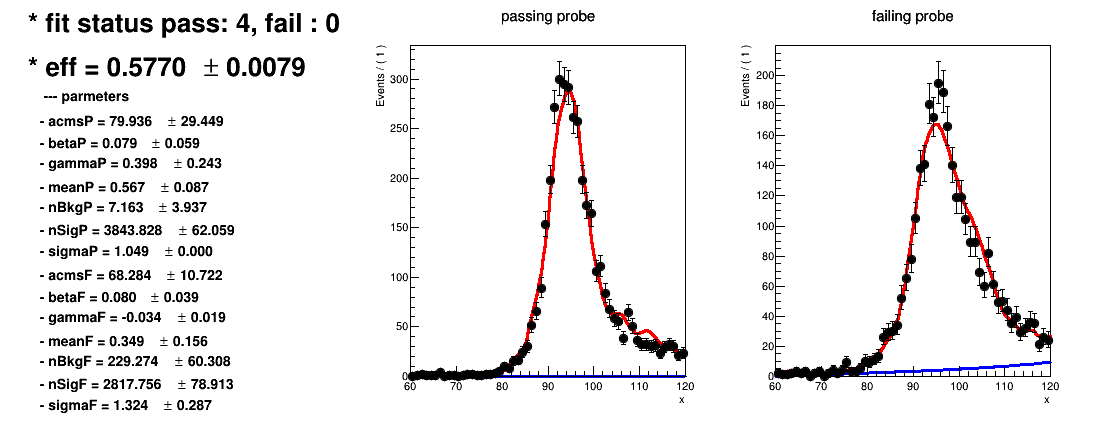 * fit status pass: 4, fail : 0
* eff = 0.5770 ± 0.0079
--- parmeters
- acmsP = 79.936 ± 29.449
- betaP = 0.079 ± 0.059
- gammaP = 0.398 ± 0.243
- meanP = 0.567 ± 0.087
- nBkgP = 7.163 ± 3.937
- nSigP = 3843.828 ± 62.059
- sigmaP = 1.049 ± 0.000
- acmsF = 68.284 ± 10.722
- betaF = 0.080 ± 0.039
- gammaF = -0.034 ± 0.019
- meanF = 0.349 ± 0.156
- nBkgF = 229.274 ± 60.308
- nSigF = 2817.756 ± 78.913
- sigmaF = 1.324 ± 0.287
passing probe
Events / ( 1 )
300
250
200
150
100
50
0
60 70 80 90 100 110 120
x
failing probe
Events / ( 1 )
200
180
160
140
120
100
80
60
40
20
0
60 70 80 90 100 110 120
x